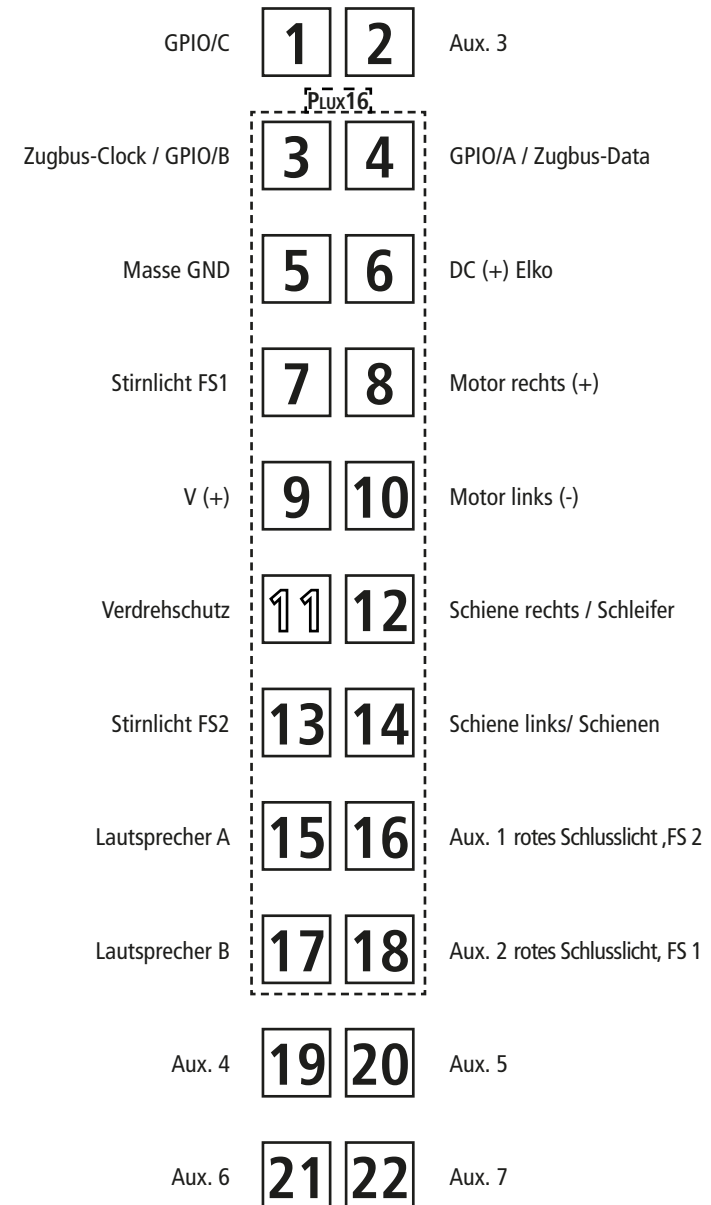 GPIO/C 1 2 Aux. 3
PLUX16
Zugbus-Clock / GPIO/B 3 4 GPIO/A / Zugbus-Data
Masse GND 5 6 DC (+) Elko
Stirnlicht FS1 7 8 Motor rechts (+)
V (+) 9 10 Motor links (-)
Verdrehschutz 11 12 Schiene rechts / Schleifer
Stirnlicht FS2 13 14 Schiene links/ Schienen
Lautsprecher A 15 16 Aux. 1 rotes Schlusslicht ,FS 2
Lautsprecher B 17 18 Aux. 2 rotes Schlusslicht, FS 1
Aux. 4 19 20 Aux. 5
Aux. 6 21 22 Aux. 7